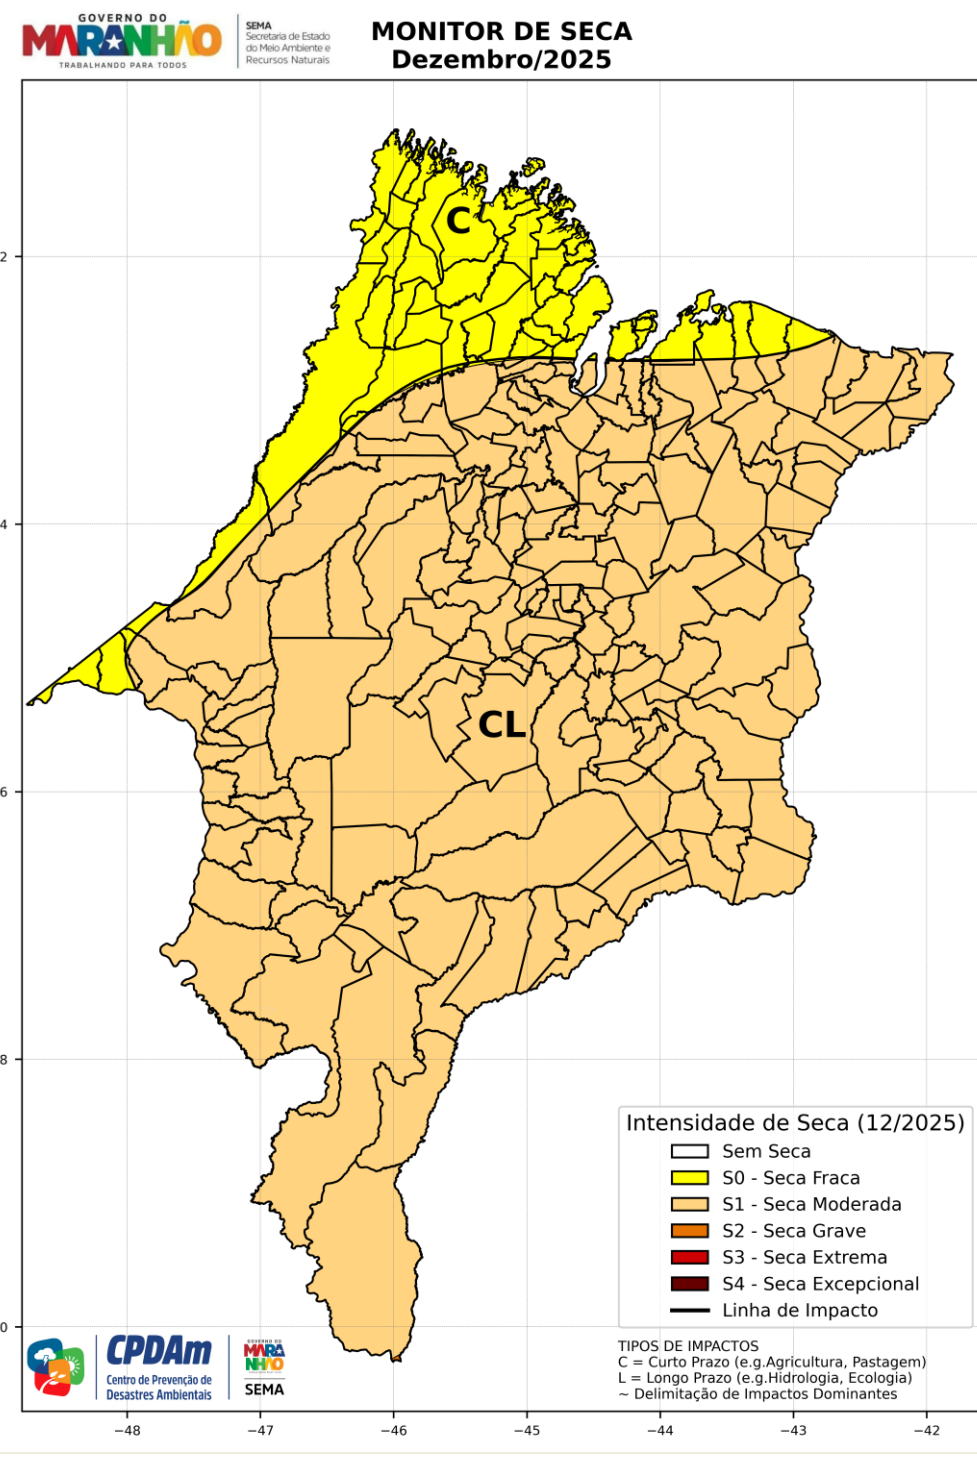 GOVERNO DO
MARANHÃO
TRABALHANDO PARA TODOS
SEMA
Secretaria de Estado
do Meio Ambiente e
Recursos Naturais
MONITOR DE SECA
Dezembro/2025
C
2
4
CL
6
8
0
Intensidade de Seca (12/2025)
Sem Seca
S0 - Seca Fraca
S1 - Seca Moderada
S2 - Seca Grave
S3 - Seca Extrema
S4 - Seca Excepcional
Linha de Impacto
TIPOS DE IMPACTOS
C = Curto Prazo (e.g.Agricultura, Pastagem)
L = Longo Prazo (e.g.Hidrologia, Ecologia)
~ Delimitação de Impactos Dominantes
CPDAm
Centro de Prevenção de
Desastres Ambientais
GOVERNO DO
MARA
NHÃO
SEMA
−48 −47 −46 −45 −44 −43 −42